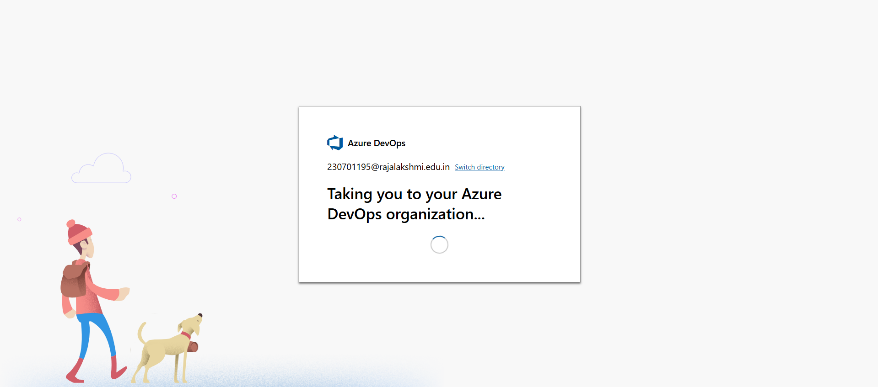 Azure DevOps
230701195@rajalakshmi.edu.in Switch directory
Taking you to your Azure
DevOps organization...